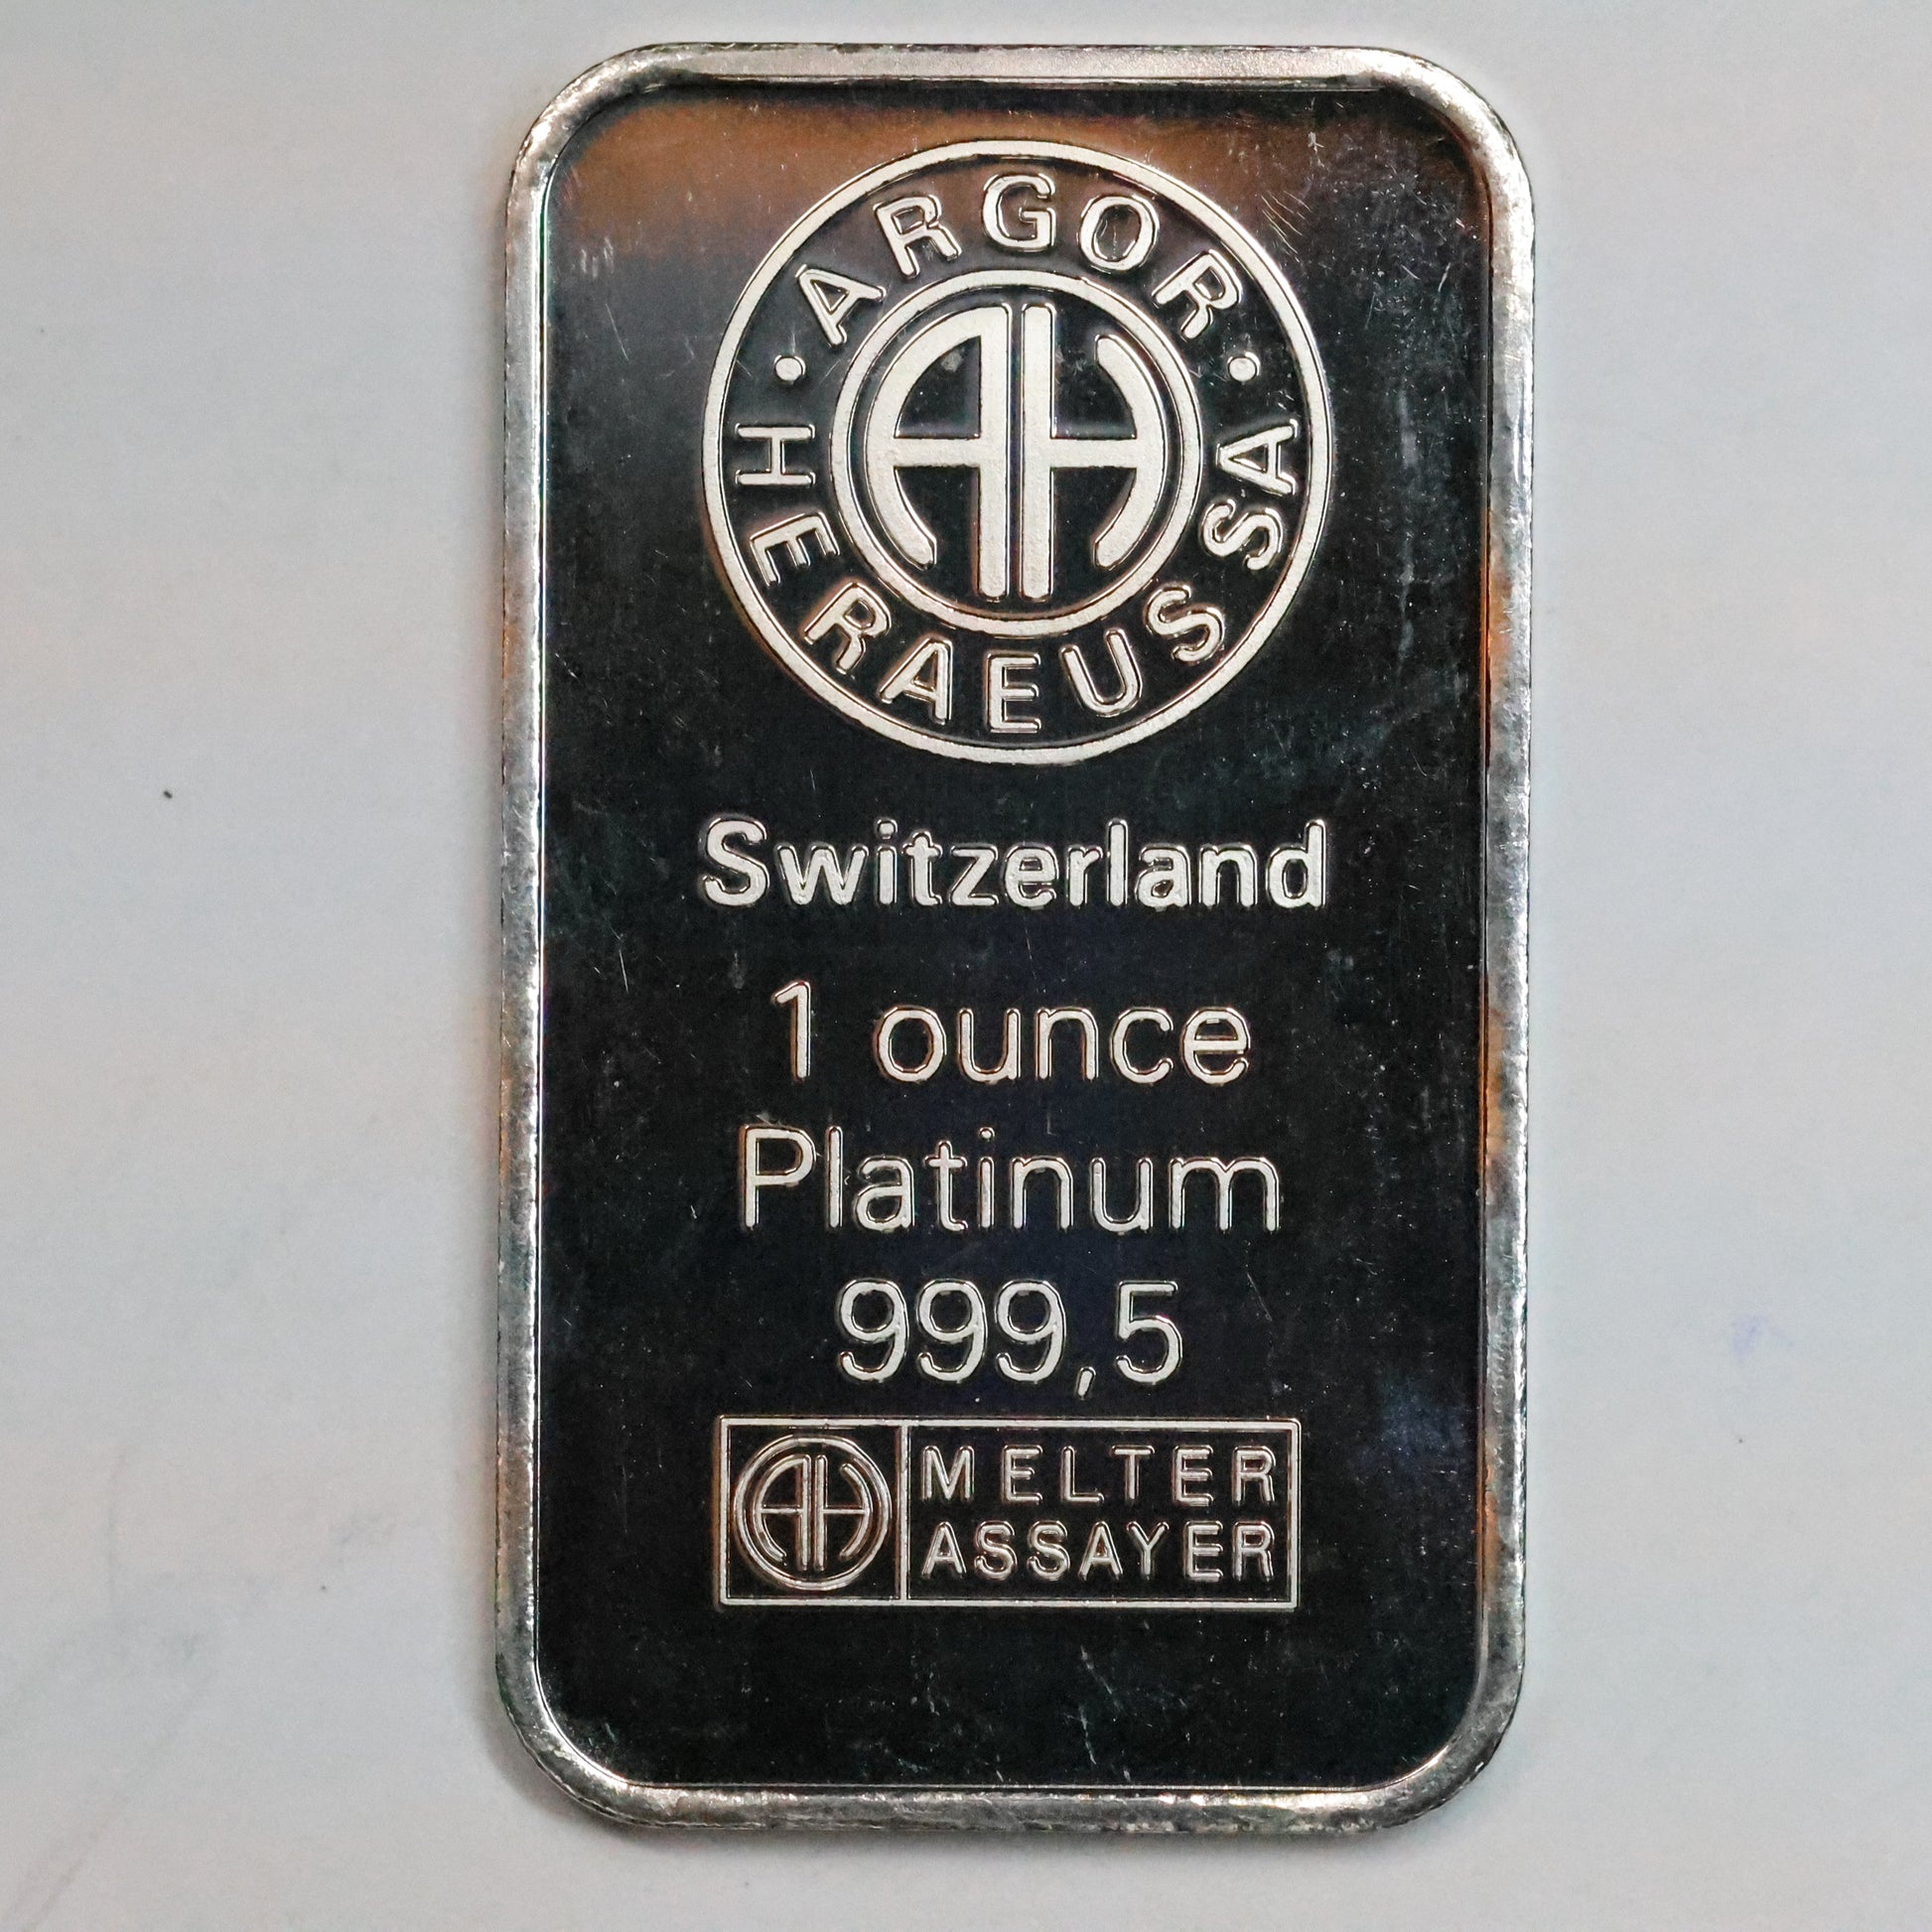 · ARGOR ·
HERAEUS SA
AH
Switzerland
1 ounce
Platinum
999,5
AH
MELTER
ASSAYER